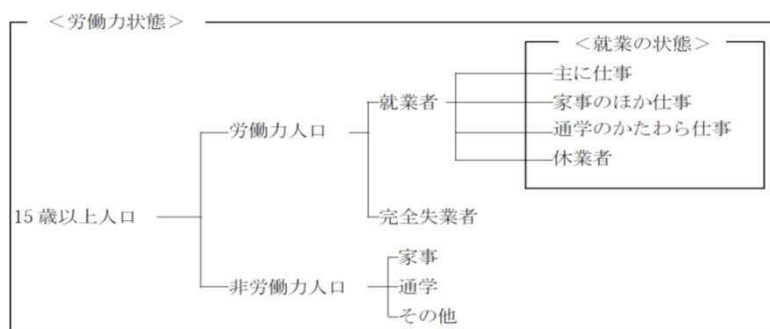 ＜労働力状態＞
＜就業の状態＞
主に仕事
就業者
家事のほか仕事
労働力人口
通学のかたわら仕事
休業者
15歳以上人口
完全失業者
家事
非労働力人口
通学
その他